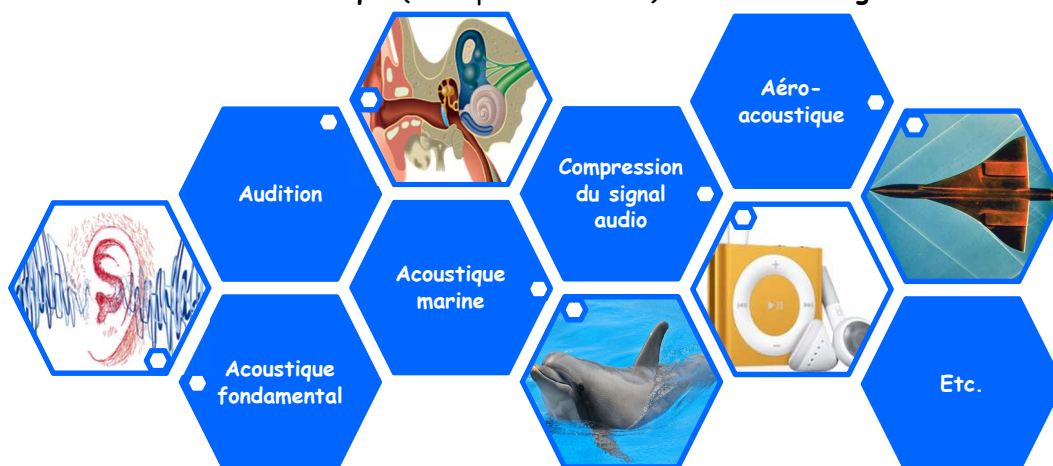 Aéro-
acoustique
Compression
du signal
audio
Audition
Acoustique
marine
Acoustique
fondamental
Etc.